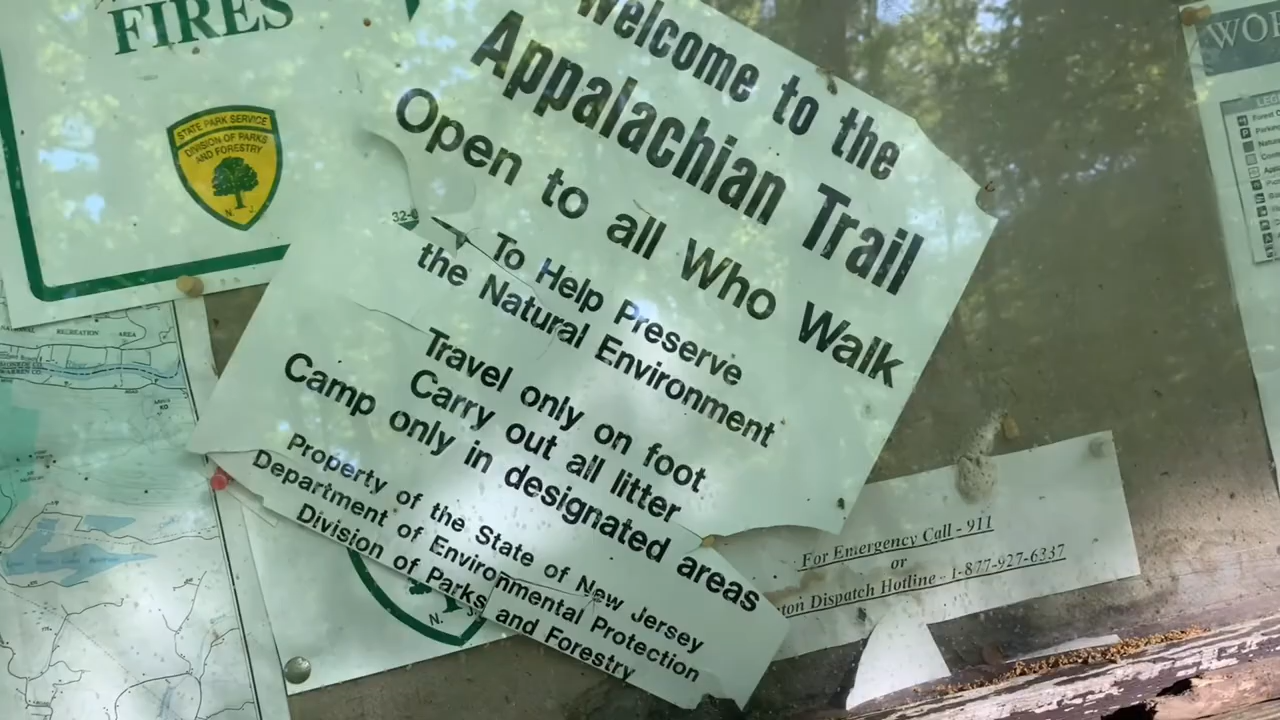 FIRES
STATE PARK SERVICE
DIVISION OF PARKS
AND FORESTRY
N. J.
32-
Welcome to the
Appalachian Trail
Open to all Who Walk
To Help Preserve
the Natural Environment
Travel only on foot
Carry out all litter
Camp only in designated areas
Property of the State of New Jersey
Department of Environmental Protection
Division of Parks and Forestry
N. J.
For Emergency Call - 911
or
ton Dispatch Hotline - 1-877-927-6337
RECREATION AREA
WOR